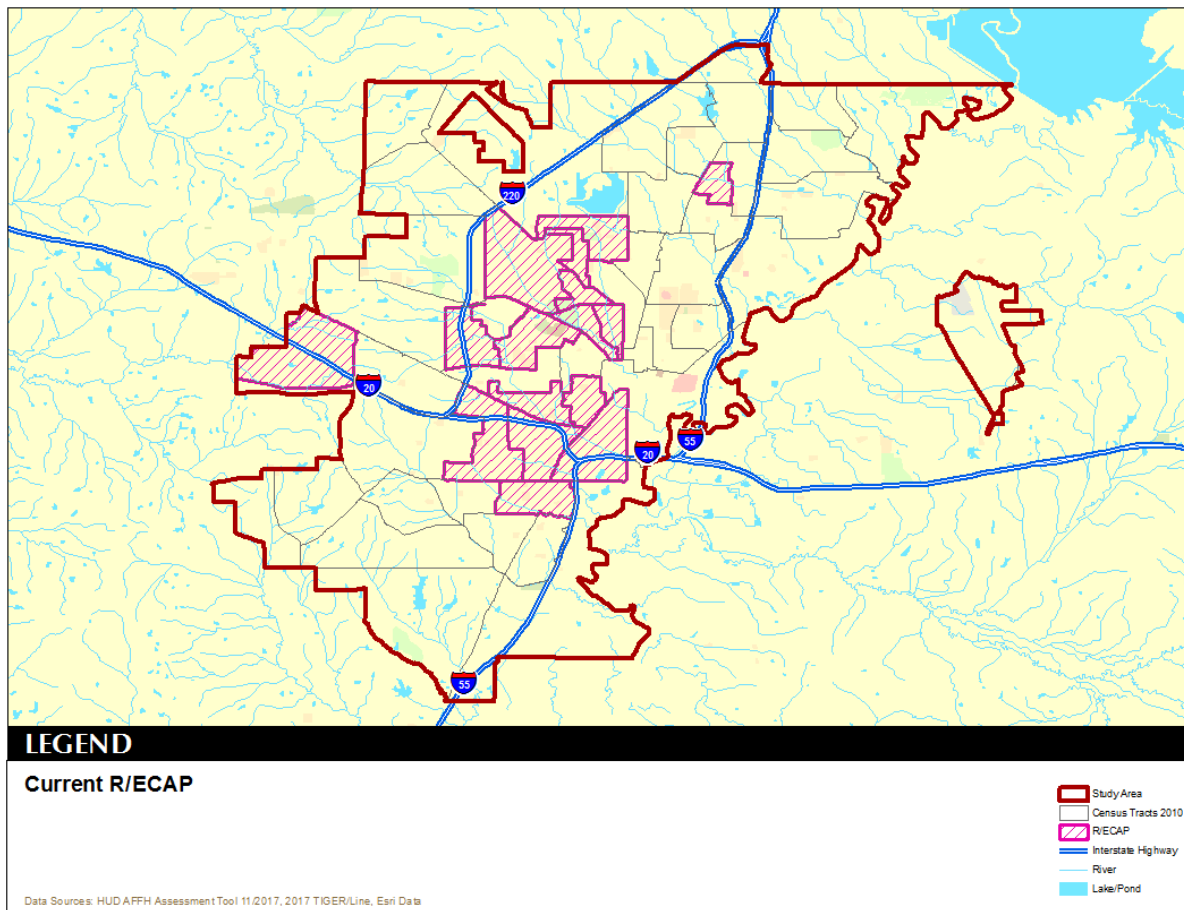 220
20
20
55
55
LEGEND
Current R/ECAP
Study Area
Census Tracts 2010
R/ECAP
Interstate Highway
River
Lake/Pond
Data Sources: HUD AFFH Assessment Tool 11/2017, 2017 TIGER/Line, Esri Data